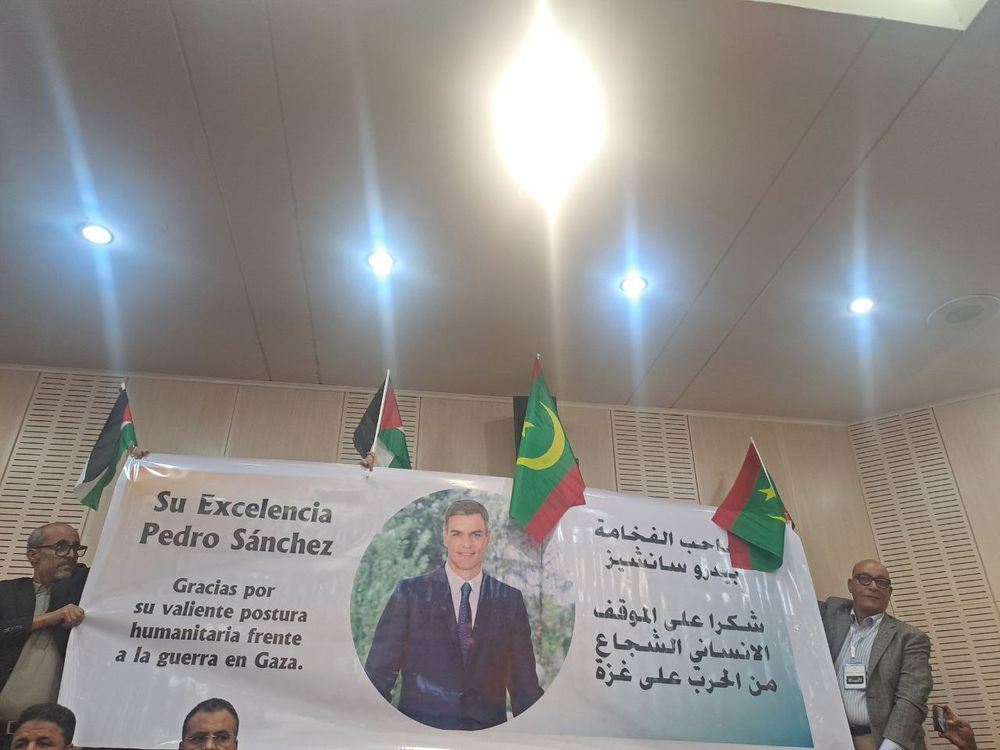 Su Excelencia
Pedro Sánchez
Gracias por
su valiente postura
humanitaria frente
a la guerra en Gaza.
الفخامة
بيدرو سانشيز
شكرا على الموقف
الانساني الشجاع
من الحرب على غزة